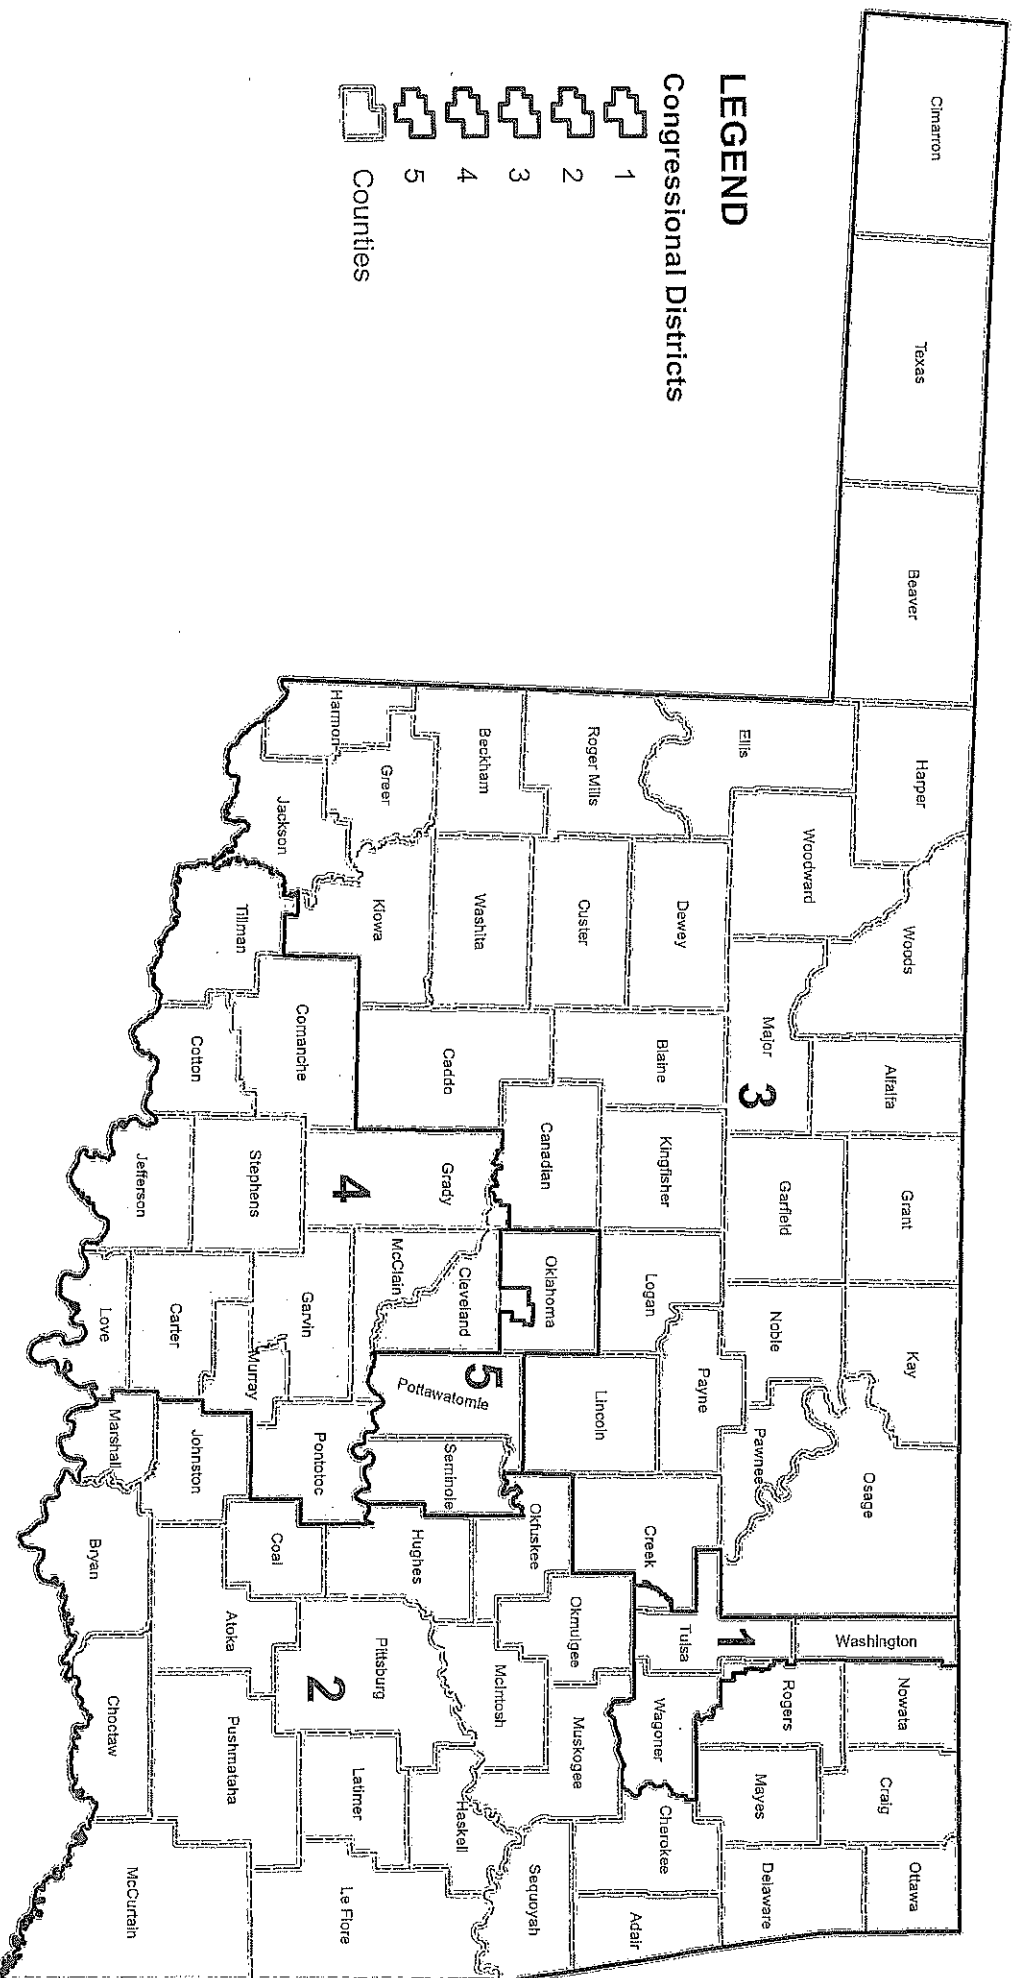 LEGEND
Congressional Districts
1
2
3
4
5
Counties
Cimarron
Texas
Beaver
Harper
Woods
Alfalfa
Grant
Kay
Osage
Washington
Nowata
Craig
Ottawa
Ellis
Woodward
Major
3
Garfield
Noble
Pawnee
1
Rogers
Mayes
Delaware
Roger Mills
Dewey
Blaine
Kingfisher
Logan
Payne
Creek
Tulsa
Wagoner
Cherokee
Adair
Beckham
Custer
Washita
Canadian
Oklahoma
Lincoln
Okfuskee
Okmulgee
Muskogee
Sequoyah
Harmon
Greer
Kiowa
Caddo
Grady
McClain
Cleveland
5
Pottawatomie
Seminole
Hughes
McIntosh
Haskell
Jackson
Tillman
Comanche
4
Stephens
Garvin
Murray
Pontotoc
Coal
Pittsburg
2
Latimer
Le Flore
Cotton
Jefferson
Carter
Love
Johnston
Marshall
Atoka
Bryan
Pushmataha
Choctaw
McCurtain